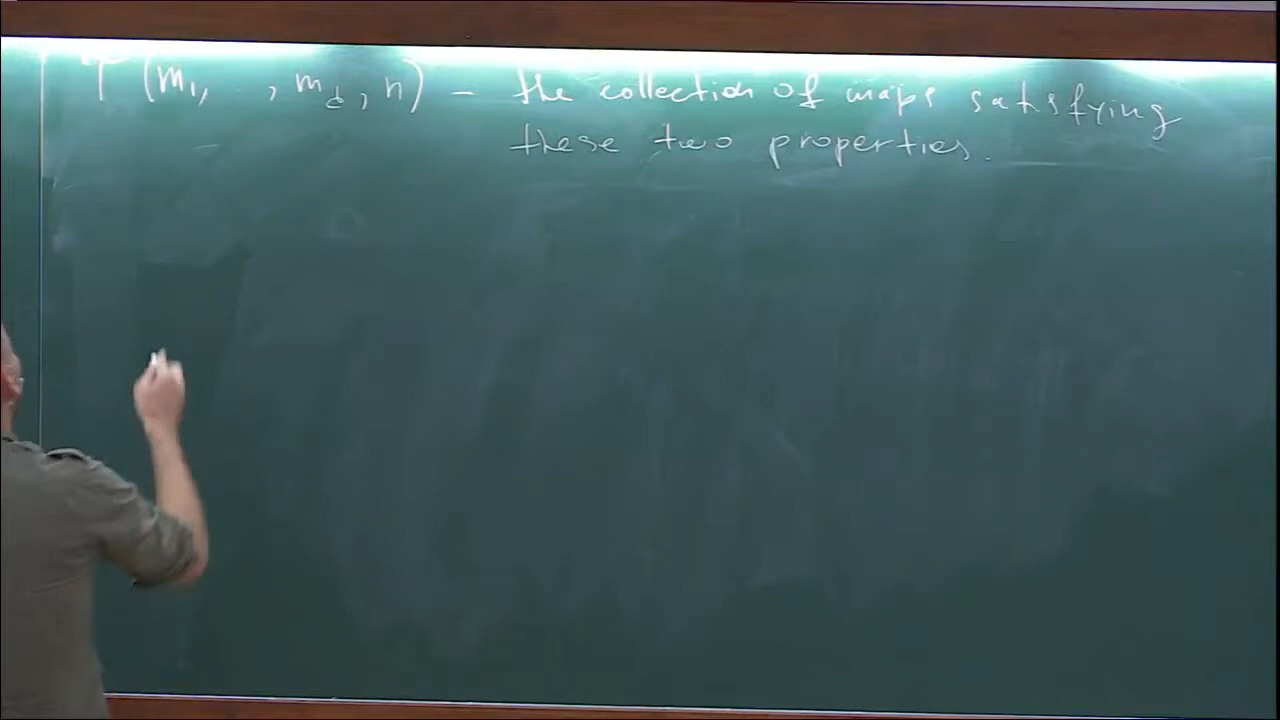 (m₁, , m_d, n) – the collection of maps satisfying
these two properties.